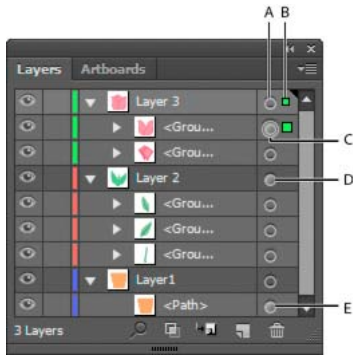 A B
Layers Artboards
Layer 3
<Grou...
C
<Grou...
Layer 2
D
<Grou...
<Grou...
<Grou...
Layer1
<Path>
E
3 Layers